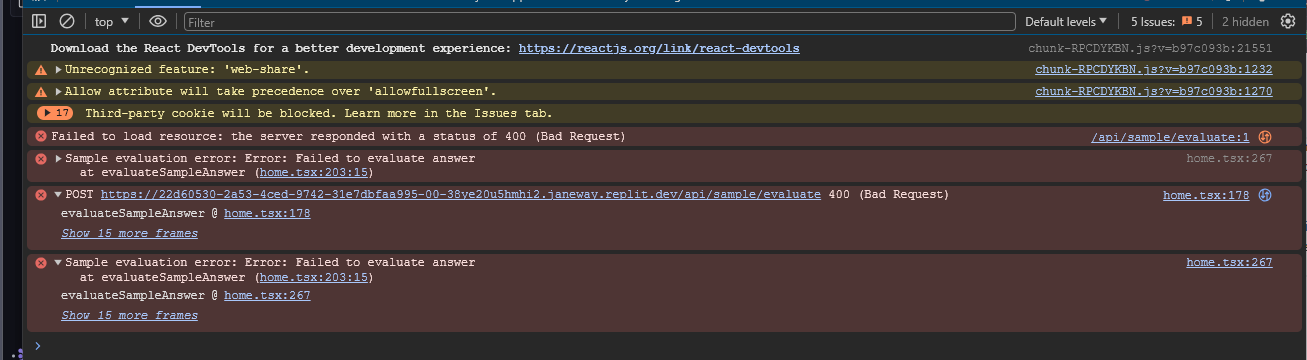 top Filter Default levels 5 Issues: 5 2 hidden
Download the React DevTools for a better development experience: https://reactjs.org/link/react-devtools chunk-RPCDYKBN.js?v=b97c093b:21551
Unrecognized feature: 'web-share'. chunk-RPCDYKBN.js?v=b97c093b:1232
Allow attribute will take precedence over 'allowfullscreen'. chunk-RPCDYKBN.js?v=b97c093b:1270
17 Third-party cookie will be blocked. Learn more in the Issues tab.
Failed to load resource: the server responded with a status of 400 (Bad Request) /api/sample/evaluate:1
Sample evaluation error: Error: Failed to evaluate answer home.tsx:267
at evaluateSampleAnswer (home.tsx:203:15)
POST https://22d60530-2a53-4ced-9742-31e7dbfaa995-00-38ye20u5hmhi2.janeway.replit.dev/api/sample/evaluate 400 (Bad Request) home.tsx:178
evaluateSampleAnswer @ home.tsx:178
Show 15 more frames
Sample evaluation error: Error: Failed to evaluate answer home.tsx:267
at evaluateSampleAnswer (home.tsx:203:15)
evaluateSampleAnswer @ home.tsx:267
Show 15 more frames